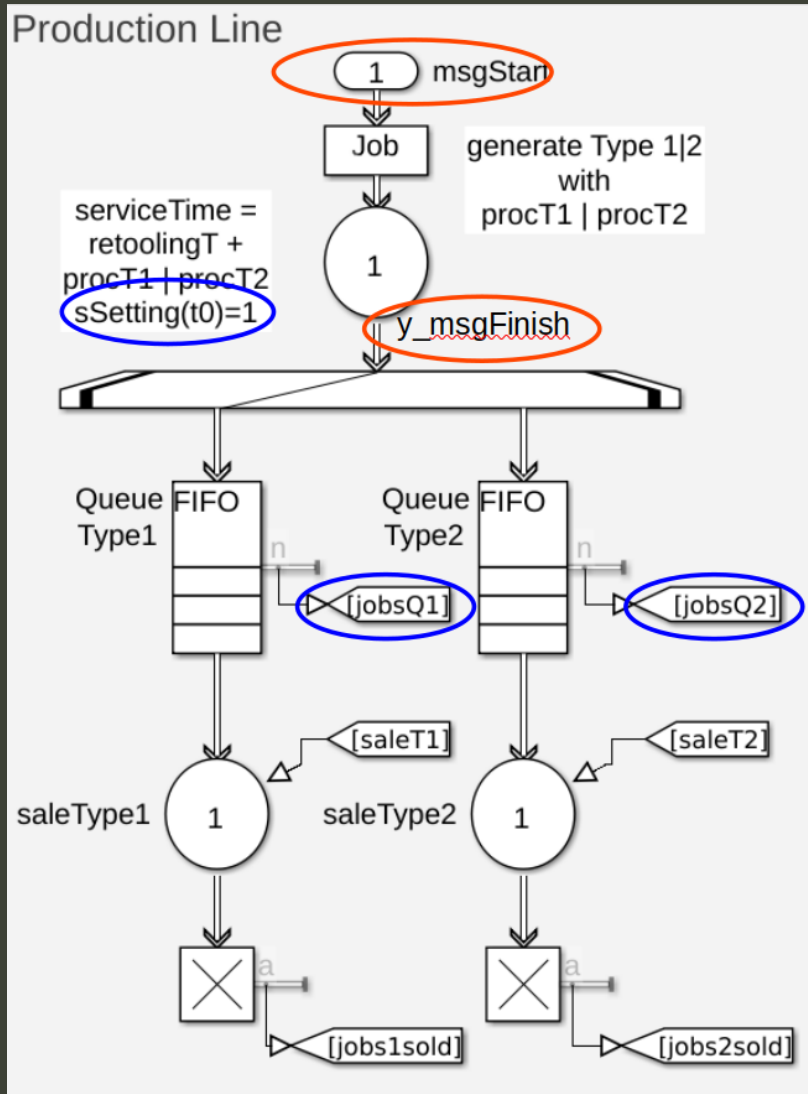 Production Line
1 msgStart
Job
generate Type 1|2
with
procT1 | procT2
serviceTime =
retoolingT +
procT1 | procT2
sSetting(t0)=1
1
y_msgFinish
Queue
Type1
FIFO
n
[jobsQ1]
Queue
Type2
FIFO
n
[jobsQ2]
[saleT1]
[saleT2]
saleType1
1
saleType2
1
a
a
[jobs1sold]
[jobs2sold]